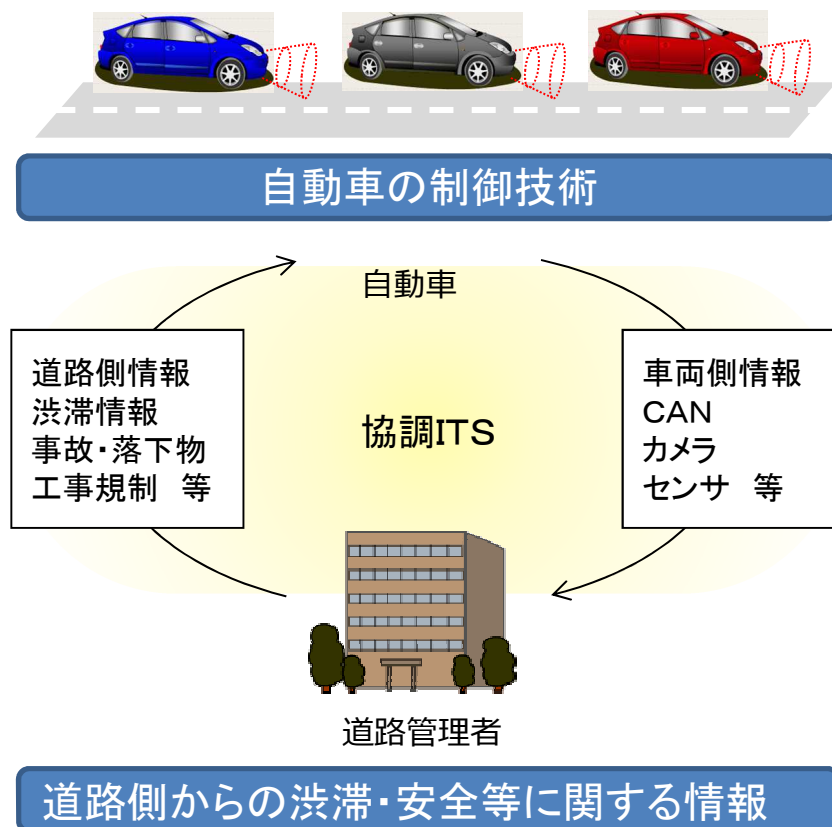 自動車の制御技術
自動車
道路側情報
渋滞情報
事故・落下物
工事規制　等
協調ITS
車両側情報
CAN
カメラ
センサ　等
道路管理者
道路側からの渋滞・安全等に関する情報